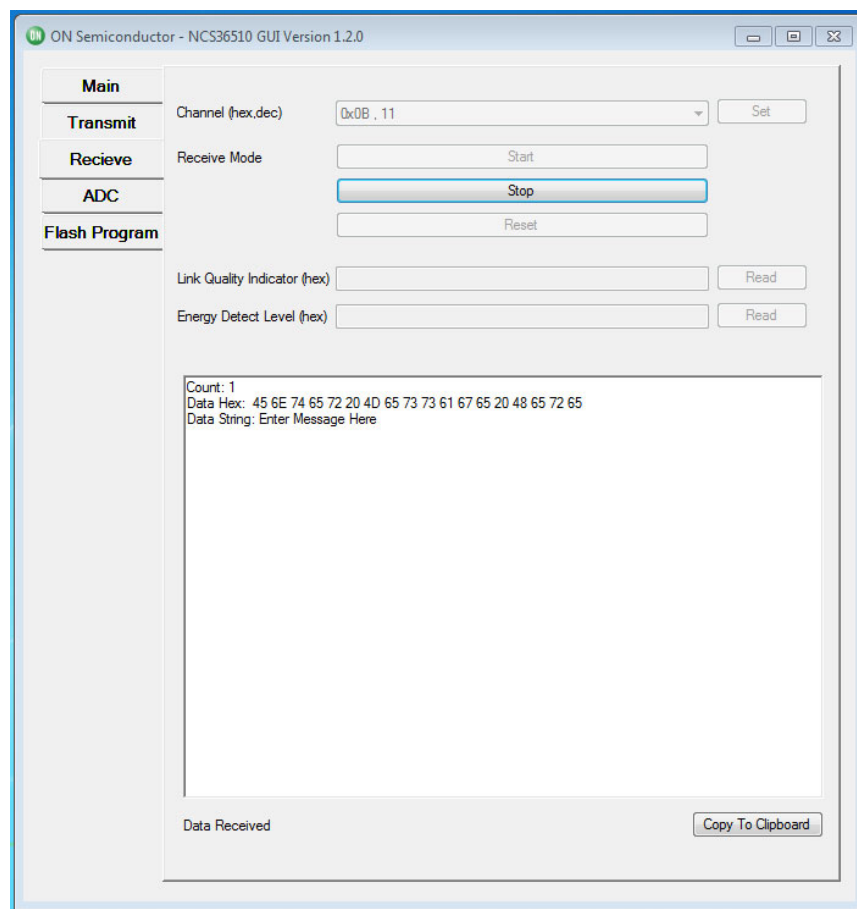 ON ON Semiconductor - NCS36510 GUI Version 1.2.0
Main
Transmit
Recieve
ADC
Flash Program
Channel (hex,dec) 0x0B , 11 Set
Receive Mode Start
Stop
Reset
Link Quality Indicator (hex) Read
Energy Detect Level (hex) Read
Count: 1
Data Hex:  45 6E 74 65 72 20 4D 65 73 73 61 67 65 20 48 65 72 65
Data String: Enter Message Here
Data Received Copy To Clipboard